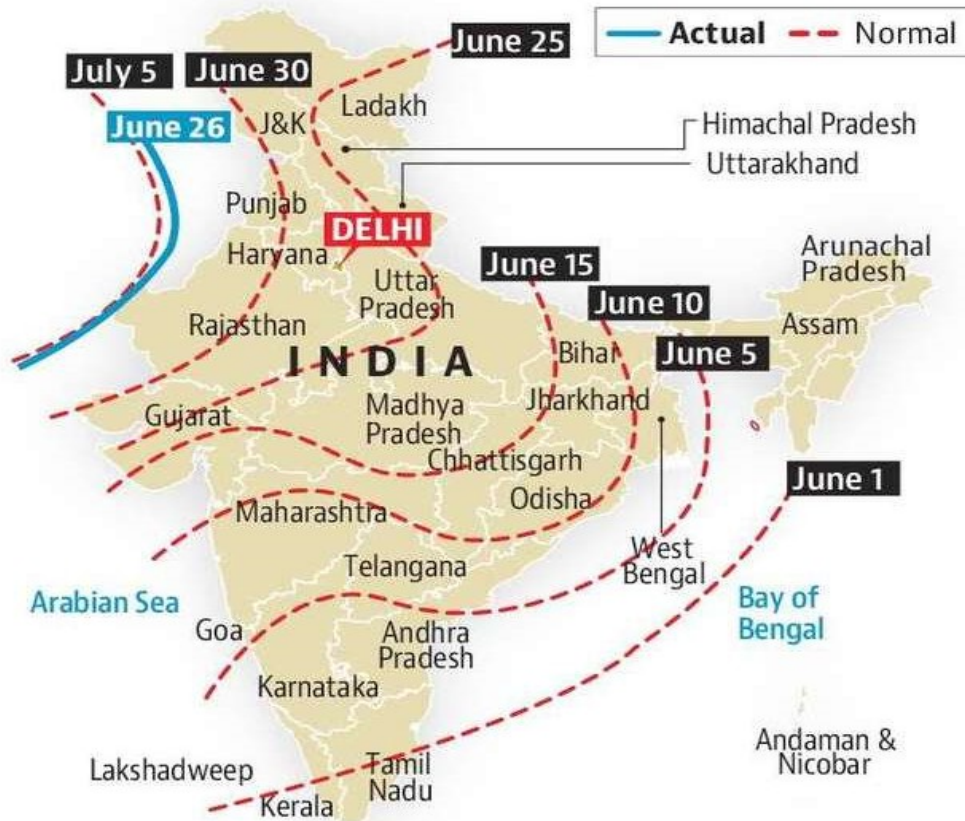 June 25
Actual
Normal
July 5
June 30
Ladakh
June 26
J&K
Himachal Pradesh
Uttarakhand
Punjab
DELHI
Haryana
Arunachal
Pradesh
June 15
Uttar
Pradesh
June 10
Rajasthan
Assam
INDIA
Bihar
June 5
Gujarat
Madhya
Pradesh
Jharkhand
Chhattisgarh
June 1
Odisha
Maharashtra
West
Bengal
Telangana
Arabian Sea
Bay of
Bengal
Goa
Andhra
Pradesh
Karnataka
Andaman &
Nicobar
Lakshadweep
Tamil
Nadu
Kerala